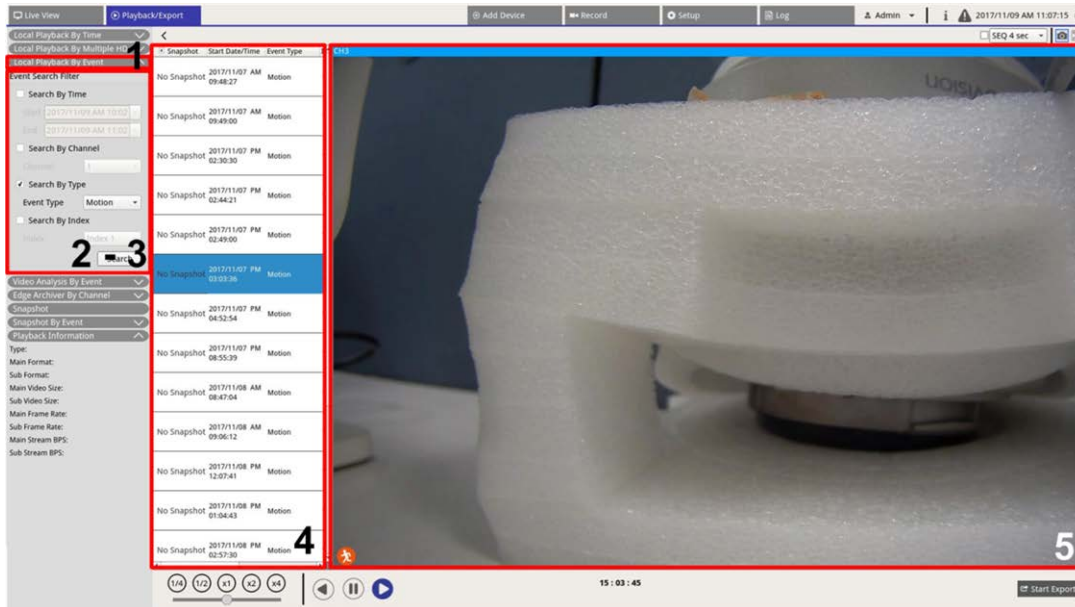 Live View
Playback/Export
Add Device
Record
Setup
Log
Admin
i
2017/11/09 AM 11:07:15
Local Playback By Time
Local Playback By Multiple HD
Local Playback By Event
1
<
SEQ 4 sec
Event Search Filter
Search By Time
Start 2017/11/09 AM 10:02
End 2017/11/09 AM 11:02
Search By Channel
Channel 1
Search By Type
Event Type Motion
Search By Index
Index Index 1
2
Search
3
Video Analysis By Event
Edge Archiver By Channel
Snapshot
Snapshot By Event
Playback Information
Type:
Main Format:
Sub Format:
Main Video Size:
Sub Video Size:
Main Frame Rate:
Sub Frame Rate:
Main Stream BPS:
Sub Stream BPS:
Snapshot Start Date/Time Event Type
No Snapshot 2017/11/07 AM 09:48:27 Motion
No Snapshot 2017/11/07 AM 09:49:00 Motion
No Snapshot 2017/11/07 PM 02:30:30 Motion
No Snapshot 2017/11/07 PM 02:44:21 Motion
No Snapshot 2017/11/07 PM 02:49:00 Motion
No Snapshot 2017/11/07 PM 03:03:36 Motion
No Snapshot 2017/11/07 PM 04:52:54 Motion
No Snapshot 2017/11/07 PM 08:55:39 Motion
No Snapshot 2017/11/08 AM 08:47:04 Motion
No Snapshot 2017/11/08 AM 09:06:12 Motion
No Snapshot 2017/11/08 PM 12:07:41 Motion
No Snapshot 2017/11/08 PM 01:04:43 Motion
No Snapshot 2017/11/08 PM 02:57:30 Motion
4
CH3
5
1/4 1/2 x1 x2 x4
15 : 03 : 45
Start Export